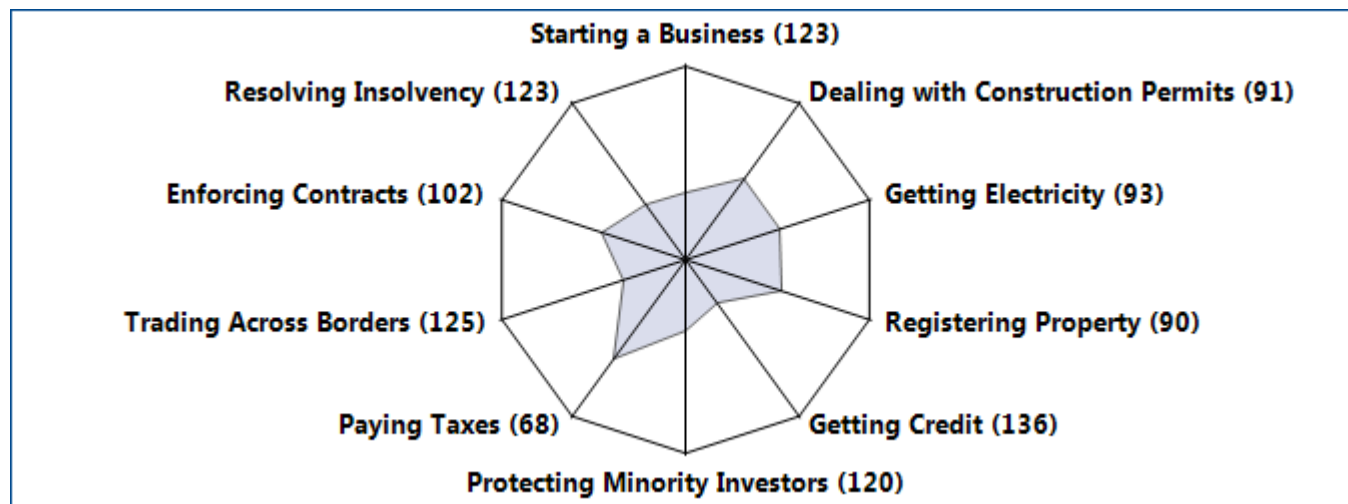 Starting a Business (123)
Resolving Insolvency (123)
Dealing with Construction Permits (91)
Enforcing Contracts (102)
Getting Electricity (93)
Trading Across Borders (125)
Registering Property (90)
Paying Taxes (68)
Getting Credit (136)
Protecting Minority Investors (120)